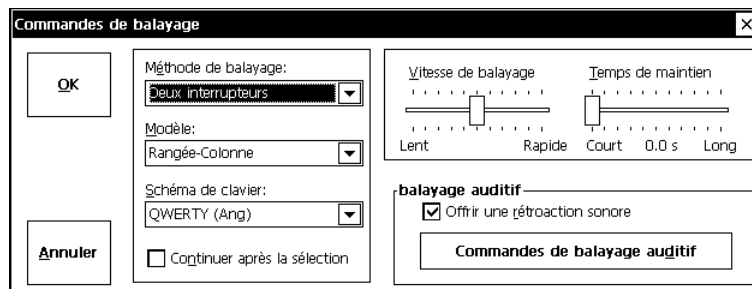 Commandes de balayage
OK
Annuler
Méthode de balayage:
Deux interrupteurs
Modèle:
Rangée-Colonne
Schéma de clavier:
QWERTY (Ang)
Continuer après la sélection
Vitesse de balayage
Lent Rapide
Temps de maintien
Court 0.0 s Long
balayage auditif
Offrir une rétroaction sonore
Commandes de balayage auditif